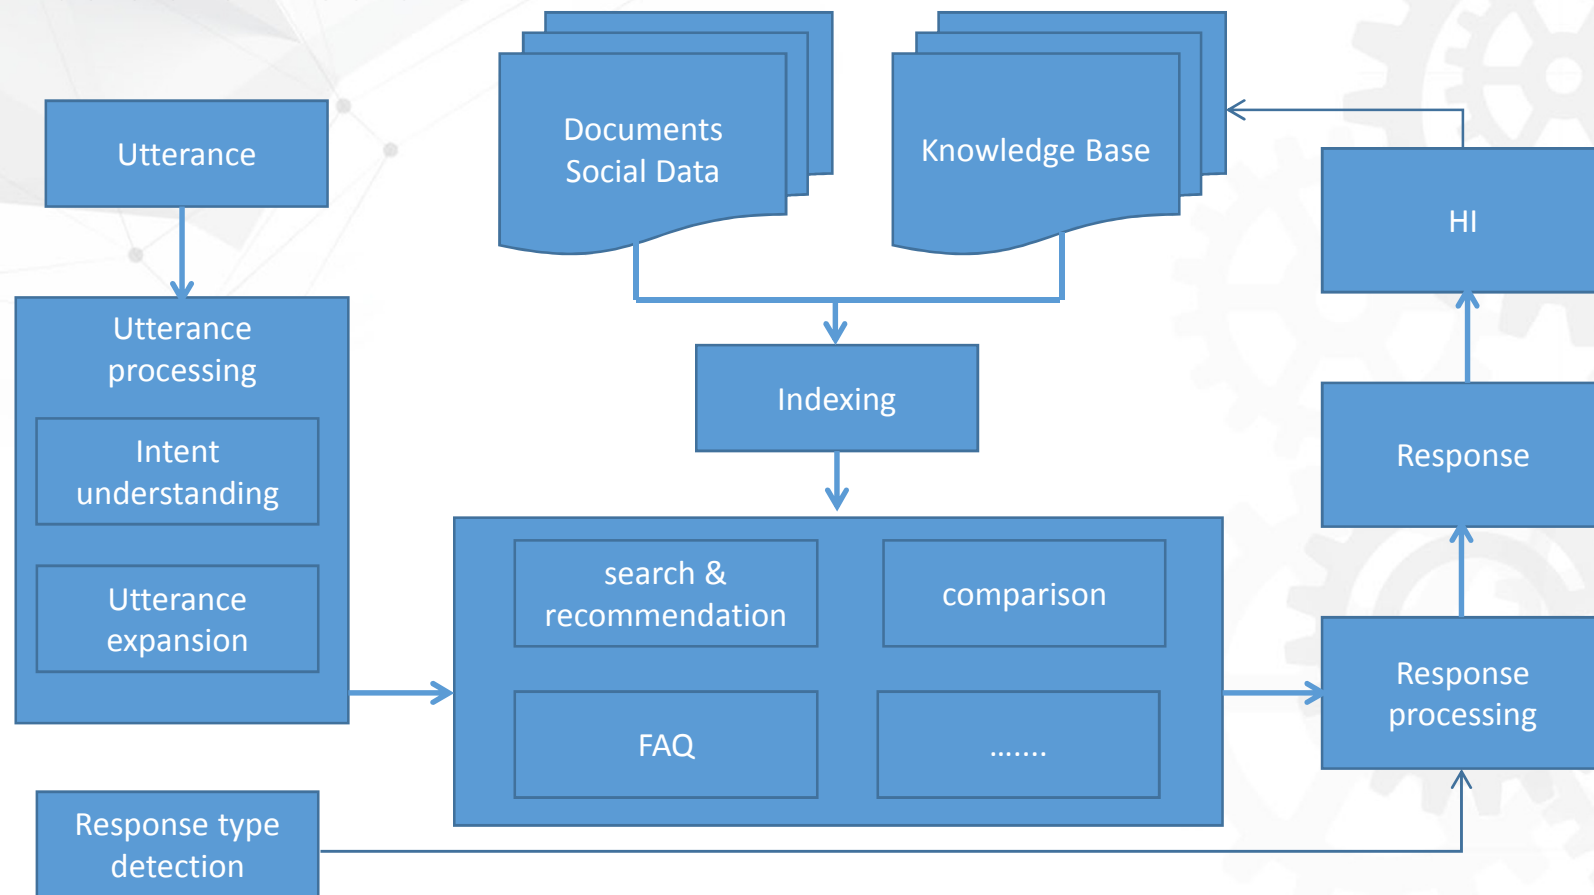 Utterance
Utterance
processing
Intent
understanding
Utterance
expansion
Response type
detection
Documents
Social Data
Knowledge Base
Indexing
search &
recommendation
comparison
FAQ
…....
HI
Response
Response
processing